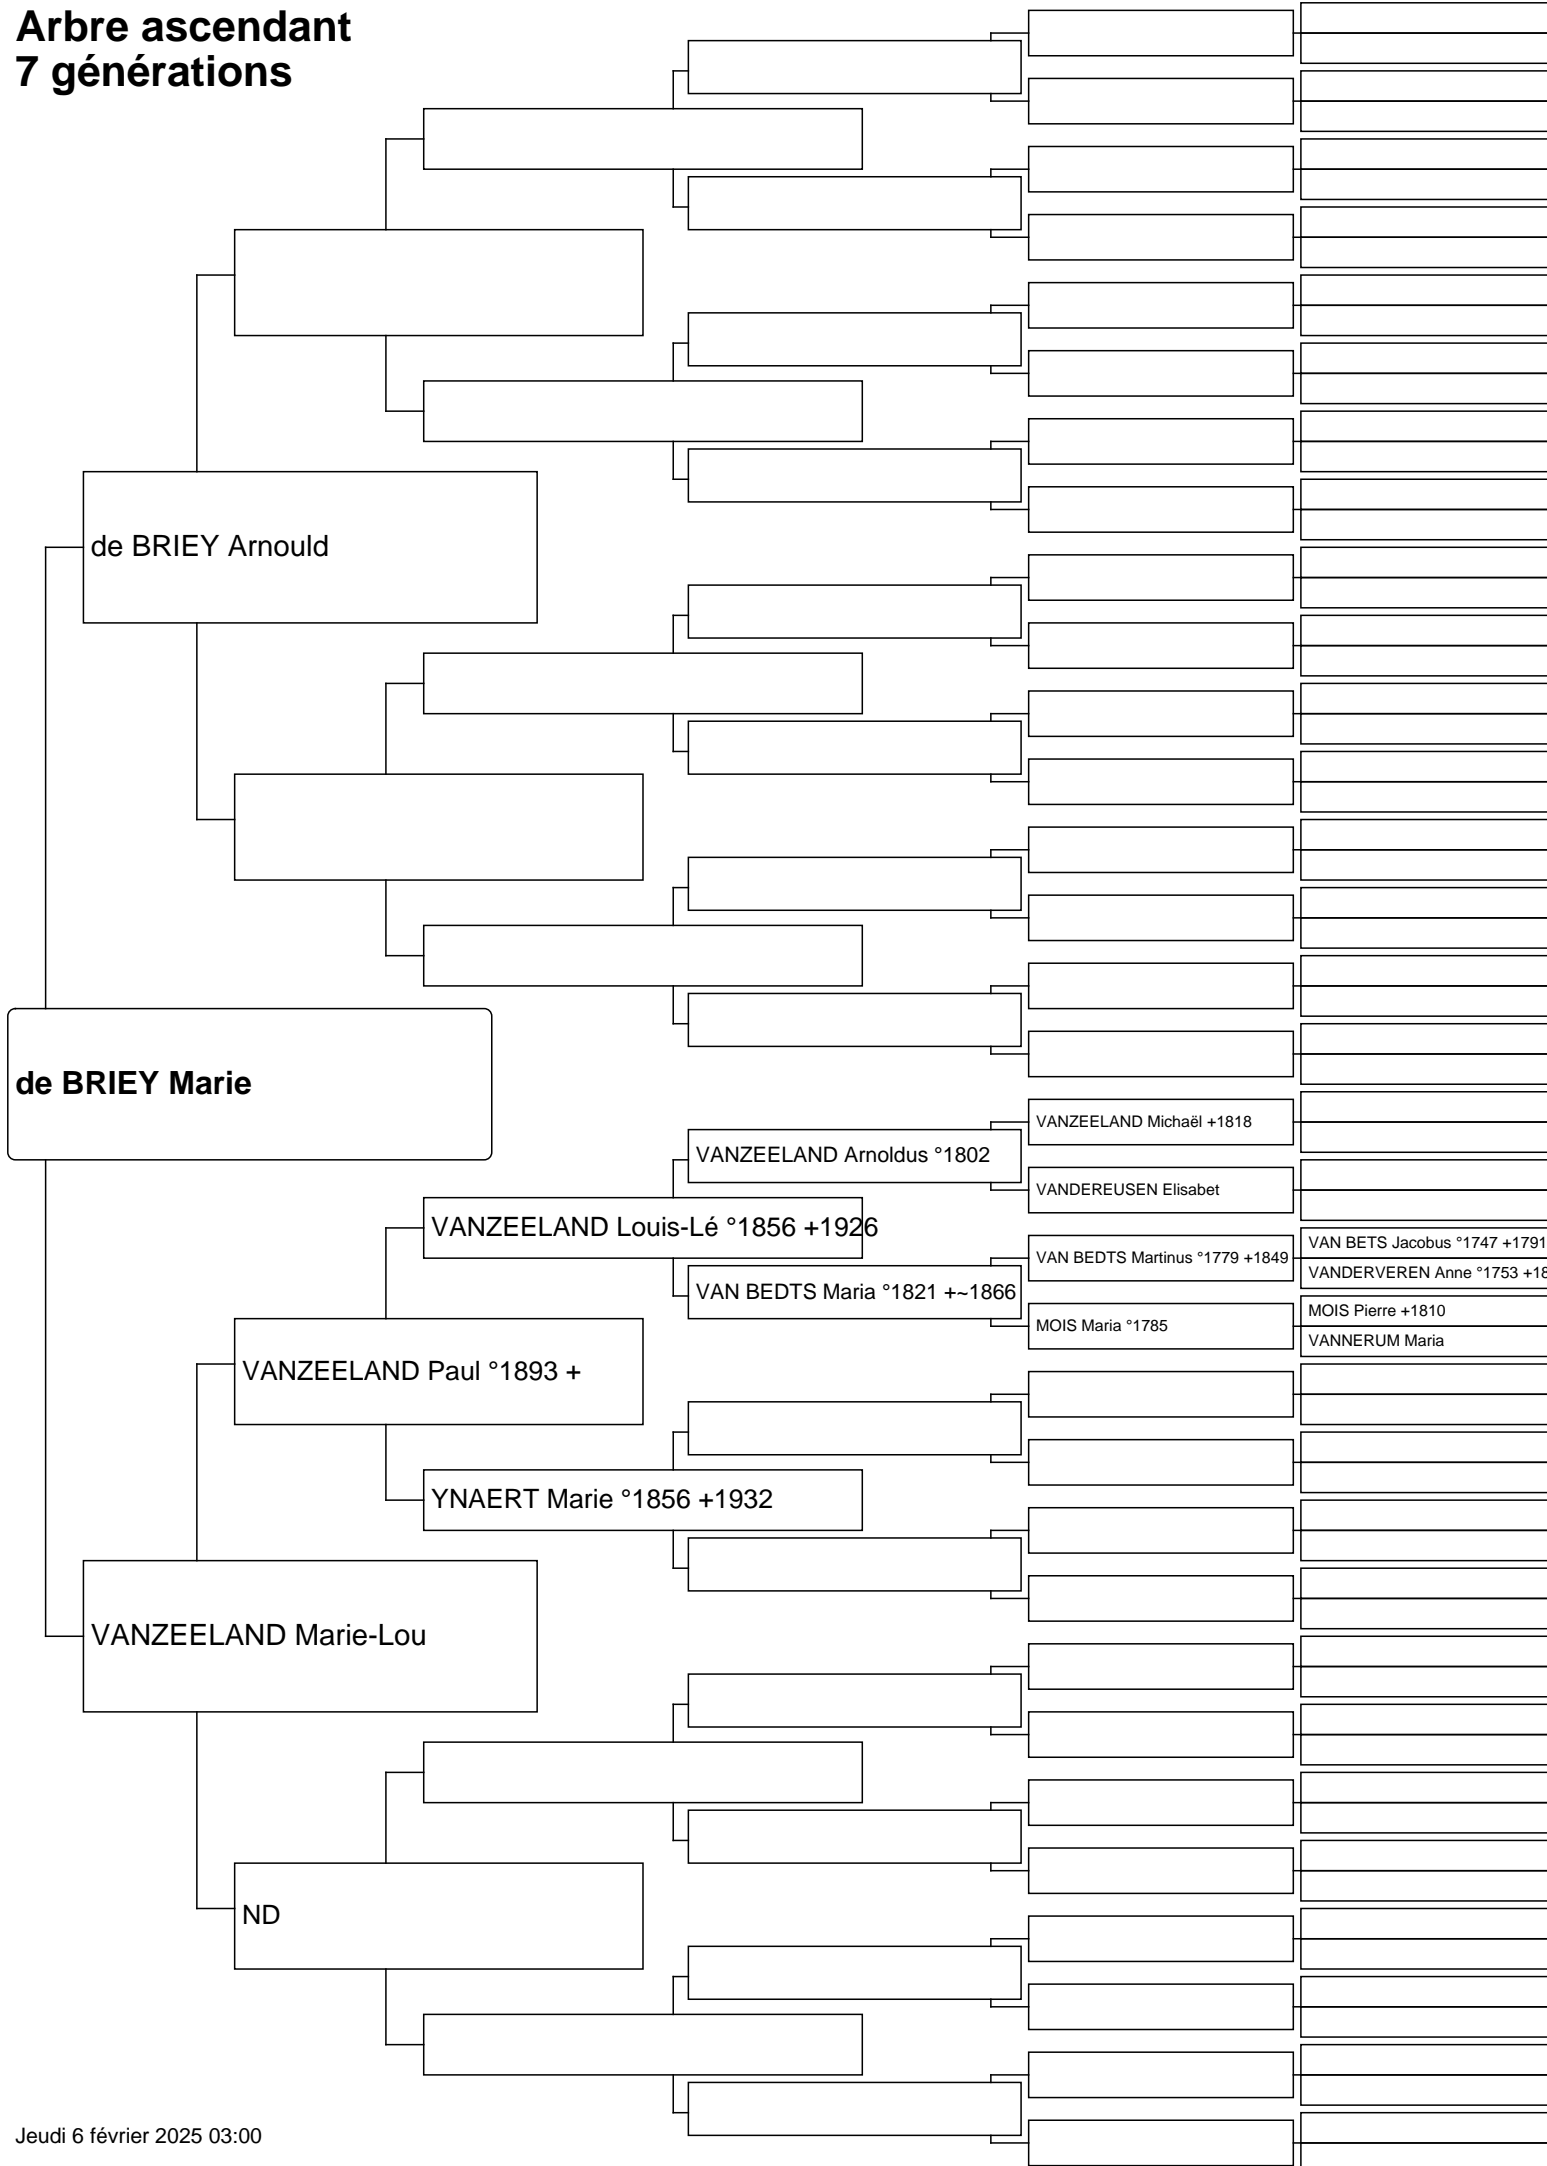 Arbre ascendant
7 générations
de BRIEY Arnould
de BRIEY Marie
VANZEELAND Michaël +1818
VANZEELAND Arnoldus °1802
VANDEREUSEN Elisabet
VANZEELAND Louis-Lé °1856 +1926
VAN BETS Jacobus °1747 +1791
VAN BEDTS Martinus °1779 +1849
VANDERVEREN Anne °1753 +18
VAN BEDTS Maria °1821 +~1866
MOIS Pierre +1810
MOIS Maria °1785
VANNERUM Maria
VANZEELAND Paul °1893 +
YNAERT Marie °1856 +1932
VANZEELAND Marie-Lou
ND
Jeudi 6 février 2025 03:00